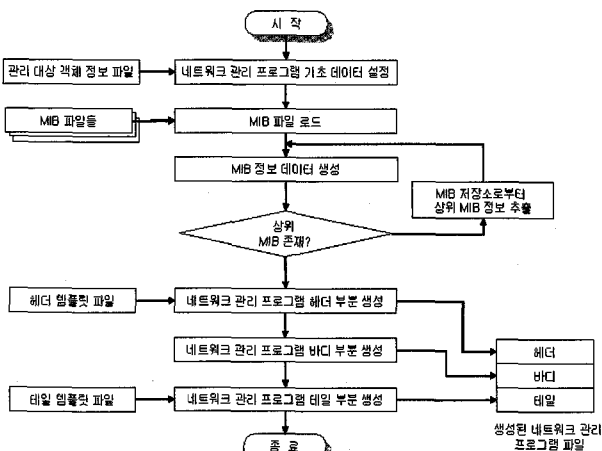 시 작
관리 대상 객체 정보 파일
네트워크 관리 프로그램 기초 데이터 설정
MIB 파일들
MIB 파일 로드
MIB 정보 데이터 생성
MIB 저장소로부터
상위 MIB 정보 추출
상위
MIB 존재?
헤더 템플릿 파일
네트워크 관리 프로그램 헤더 부분 생성
네트워크 관리 프로그램 바디 부분 생성
헤더
바디
테일 템플릿 파일
네트워크 관리 프로그램 테일 부분 생성
테일
생성된 네트워크 관리
프로그램 파일
종 료